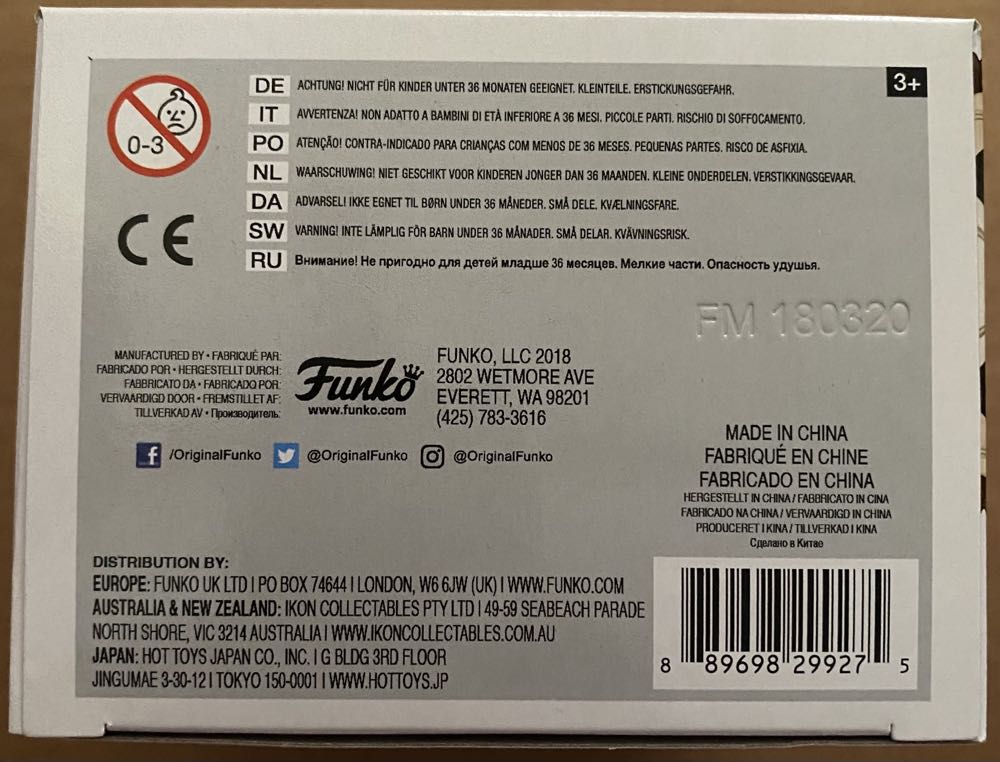 3+
0-3
DE ACHTUNG! NICHT FÜR KINDER UNTER 36 MONATEN GEEIGNET. KLEINTEILE. ERSTICKUNGSGEFAHR.
IT AVVERTENZA! NON ADATTO A BAMBINI DI ETÀ INFERIORE A 36 MESI. PICCOLE PARTI. RISCHIO DI SOFFOCAMENTO.
PO ATENÇÃO! CONTRA-INDICADO PARA CRIANÇAS COM MENOS DE 36 MESES. PEQUENAS PARTES. RISCO DE ASFIXIA.
NL WAARSCHUWING! NIET GESCHIKT VOOR KINDEREN JONGER DAN 36 MAANDEN. KLEINE ONDERDELEN. VERSTIKKINGSGEVAAR.
DA ADVARSEL! IKKE EGNET TIL BØRN UNDER 36 MÅNEDER. SMÅ DELE. KVÆLNINGSFARE.
SW VARNING! INTE LÄMPLIG FÖR BARN UNDER 36 MÅNADER. SMÅ DELAR. KVÄVNINGSRISK.
RU Внимание! Не пригодно для детей младше 36 месяцев. Мелкие части. Опасность удушья.
CE
FM 180320
MANUFACTURED BY • FABRIQUÉ PAR:
FABRICADO POR • HERGESTELLT DURCH:
FABBRICATO DA • FABRICADO POR:
VERVAARDIGD DOOR • FREMSTILLET AF:
TILLVERKAD AV • Производитель:
Funko
www.funko.com
FUNKO, LLC 2018
2802 WETMORE AVE
EVERETT, WA 98201
(425) 783-3616
f /OriginalFunko @OriginalFunko @OriginalFunko
MADE IN CHINA
FABRIQUÉ EN CHINE
FABRICADO EN CHINA
HERGESTELLT IN CHINA / FABBRICATO IN CINA
FABRICADO NA CHINA / VERVAARDIGD IN CHINA
PRODUCERET I KINA / TILLVERKAD I KINA
Сделано в Китае
DISTRIBUTION BY:
EUROPE: FUNKO UK LTD I PO BOX 74644 I LONDON, W6 6JW (UK) I WWW.FUNKO.COM
AUSTRALIA & NEW ZEALAND: IKON COLLECTABLES PTY LTD I 49-59 SEABEACH PARADE
NORTH SHORE, VIC 3214 AUSTRALIA I WWW.IKONCOLLECTABLES.COM.AU
JAPAN: HOT TOYS JAPAN CO., INC. I G BLDG 3RD FLOOR
JINGUMAE 3-30-12 I TOKYO 150-0001 I WWW.HOTTOYS.JP
8 89698 29927 5